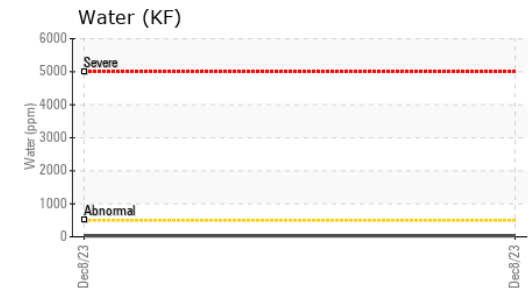 Water (KF)
6000
Severe
5000
4000
3000
2000
1000
Abnormal
0
Water (ppm)
Dec8/23
Dec8/23